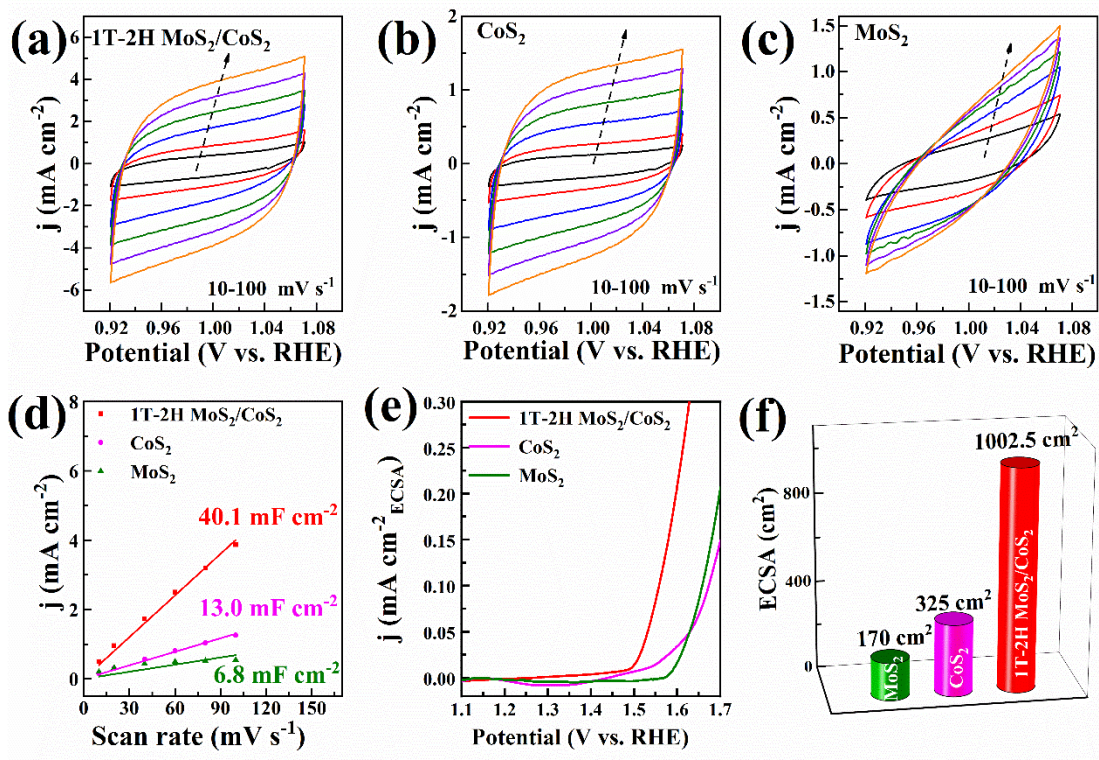 (a)
1T-2H MoS₂/CoS₂
j (mA cm⁻²)
6
4
2
0
-2
-4
-6
10-100 mV s⁻¹
0.92 0.96 1.00 1.04 1.08
Potential (V vs. RHE)
(b)
CoS₂
j (mA cm⁻²)
2
1
0
-1
-2
10-100 mV s⁻¹
0.92 0.96 1.00 1.04 1.08
Potential (V vs. RHE)
(c)
MoS₂
j (mA cm⁻²)
1.5
1.0
0.5
0.0
-0.5
-1.0
-1.5
10-100 mV s⁻¹
0.92 0.96 1.00 1.04 1.08
Potential (V vs. RHE)
(d)
1T-2H MoS₂/CoS₂
CoS₂
MoS₂
j (mA cm⁻²)
8
6
4
2
0
40.1 mF cm⁻²
13.0 mF cm⁻²
6.8 mF cm⁻²
0 30 60 90 120 150
Scan rate (mV s⁻¹)
(e)
1T-2H MoS₂/CoS₂
CoS₂
MoS₂
j (mA cm⁻²ECSA)
0.30
0.25
0.20
0.15
0.10
0.05
0.00
1.1 1.2 1.3 1.4 1.5 1.6 1.7
Potential (V vs. RHE)
(f)
1002.5 cm²
325 cm²
170 cm²
ECSA (cm²)
800
400
0
MoS₂
CoS₂
1T-2H MoS₂/CoS₂